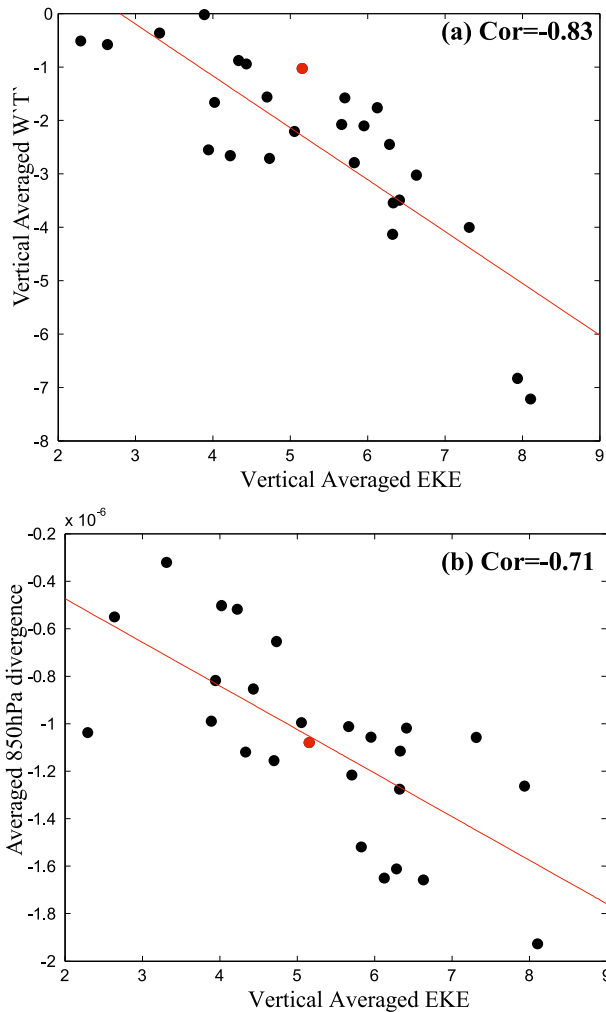 (a) Cor=-0.83
0
-1
-2
-3
-4
-5
-6
-7
-8
Vertical Averaged W`T`
2 3 4 5 6 7 8 9
Vertical Averaged EKE
x 10-6
(b) Cor=-0.71
-0.2
-0.4
-0.6
-0.8
-1
-1.2
-1.4
-1.6
-1.8
-2
Averaged 850hPa divergence
2 3 4 5 6 7 8 9
Vertical Averaged EKE